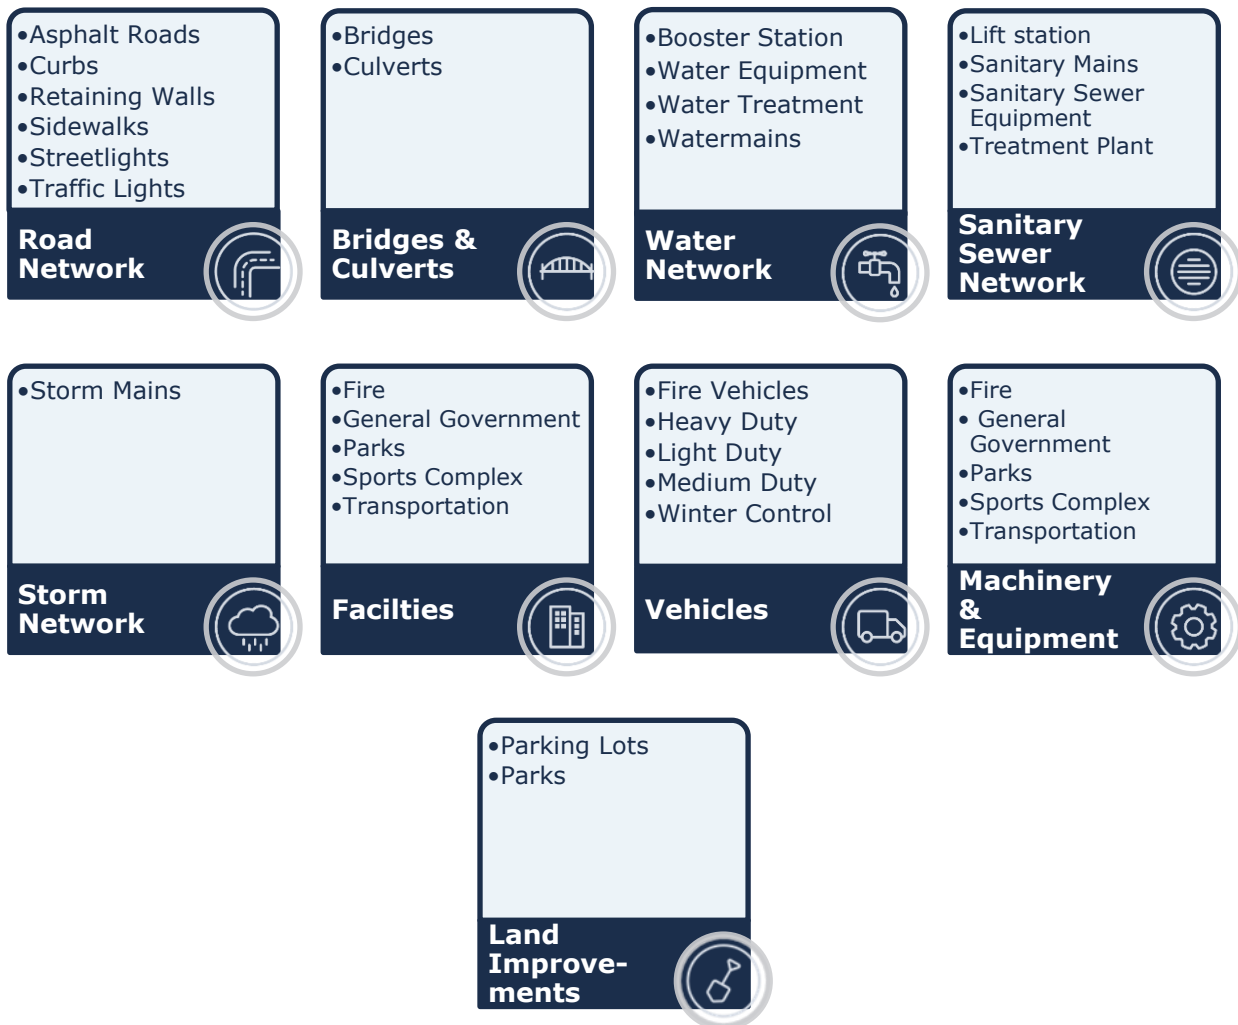 •Asphalt Roads
•Curbs
•Retaining Walls
•Sidewalks
•Streetlights
•Traffic Lights
Road
Network
•Bridges
•Culverts
Bridges &
Culverts
•Booster Station
•Water Equipment
•Water Treatment
•Watermains
Water
Network
•Lift station
•Sanitary Mains
•Sanitary Sewer
Equipment
•Treatment Plant
Sanitary
Sewer
Network
•Storm Mains
Storm
Network
•Fire
•General Government
•Parks
•Sports Complex
•Transportation
Facilties
•Fire Vehicles
•Heavy Duty
•Light Duty
•Medium Duty
•Winter Control
Vehicles
•Fire
• General
Government
•Parks
•Sports Complex
•Transportation
Machinery
&
Equipment
•Parking Lots
•Parks
Land
Improve-
ments